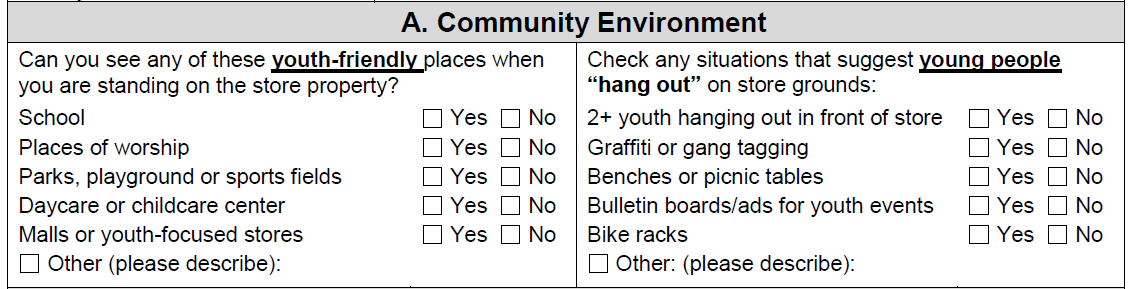 A. Community Environment
Can you see any of these youth-friendly places when
you are standing on the store property?
School ☐ Yes ☐ No
Places of worship ☐ Yes ☐ No
Parks, playground or sports fields ☐ Yes ☐ No
Daycare or childcare center ☐ Yes ☐ No
Malls or youth-focused stores ☐ Yes ☐ No
☐ Other (please describe):
Check any situations that suggest young people
“hang out” on store grounds:
2+ youth hanging out in front of store ☐ Yes ☐ No
Graffiti or gang tagging ☐ Yes ☐ No
Benches or picnic tables ☐ Yes ☐ No
Bulletin boards/ads for youth events ☐ Yes ☐ No
Bike racks ☐ Yes ☐ No
☐ Other: (please describe):